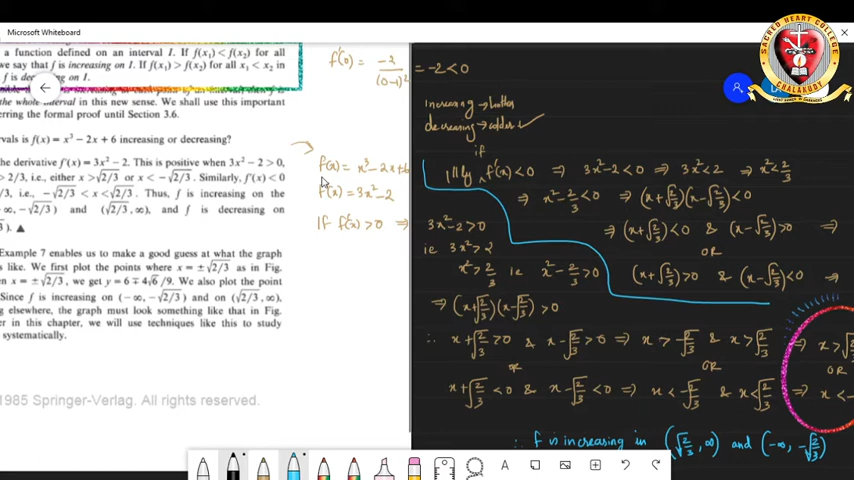 Microsoft Whiteboard
a function defined on an interval I. If f(x₁) < f(x₂) for all
we say that f is increasing on I. If f(x₁) > f(x₂) for all x₁ < x₂ in
the whole interval in this new sense. We shall use this important
erring the formal proof until Section 3.6.
vals is f(x) = x³ − 2x + 6 increasing or decreasing?
the derivative f'(x) = 3x² − 2. This is positive when 3x² − 2 > 0,
> 2/3, i.e., either x > √2/3 or x < −√2/3. Similarly, f'(x) < 0
/3, i.e., −√2/3 < x < √2/3. Thus, f is increasing on the
∞, −√2/3) and (√2/3, ∞), and f is decreasing on
/3). ▲
Example 7 enables us to make a good guess at what the graph
s like. We first plot the points where x = ±√2/3 as in Fig.
n x = ±√2/3, we get y = 6 ∓ 4√6/9. We also plot the point
Since f is increasing on (−∞, −√2/3) and on (√2/3, ∞),
g elsewhere, the graph must look something like that in Fig.
er in this chapter, we will use techniques like this to study
systematically.
1985 Springer-Verlag. All rights reserved.
f'(0) = −2/(0−1)² = −2 < 0
increasing → hotter
decreasing → colder ✓
f(x) = x³ − 2x + 6
f'(x) = 3x² − 2
If f'(x) > 0 ⇒
3x² − 2 > 0
ie 3x² > 2
x² > 2/3 ie x² − 2/3 > 0
⇒ (x+√2/3)(x−√2/3) > 0
∴ x+√2/3 > 0 & x−√2/3 > 0 ⇒ x > −√2/3 & x > √2/3 ⇒ x > √
or OR OR
x+√2/3 < 0 & x−√2/3 < 0 ⇒ x < −√2/3 & x < √2/3 ⇒ x < −
∴ f is increasing in (√2/3, ∞) and (−∞, −√2/3)
if
|||ly f'(x) < 0 ⇒ 3x² − 2 < 0 ⇒ 3x² < 2 ⇒ x² < 2/3
⇒ x² − 2/3 < 0 ⇒ (x+√2/3)(x−√2/3) < 0
⇒ (x+√2/3) < 0 & (x−√2/3) > 0 ⇒
OR
(x+√2/3) > 0 & (x−√2/3) < 0 ⇒
SACRED HEART COLLEGE
CHALAKUDY